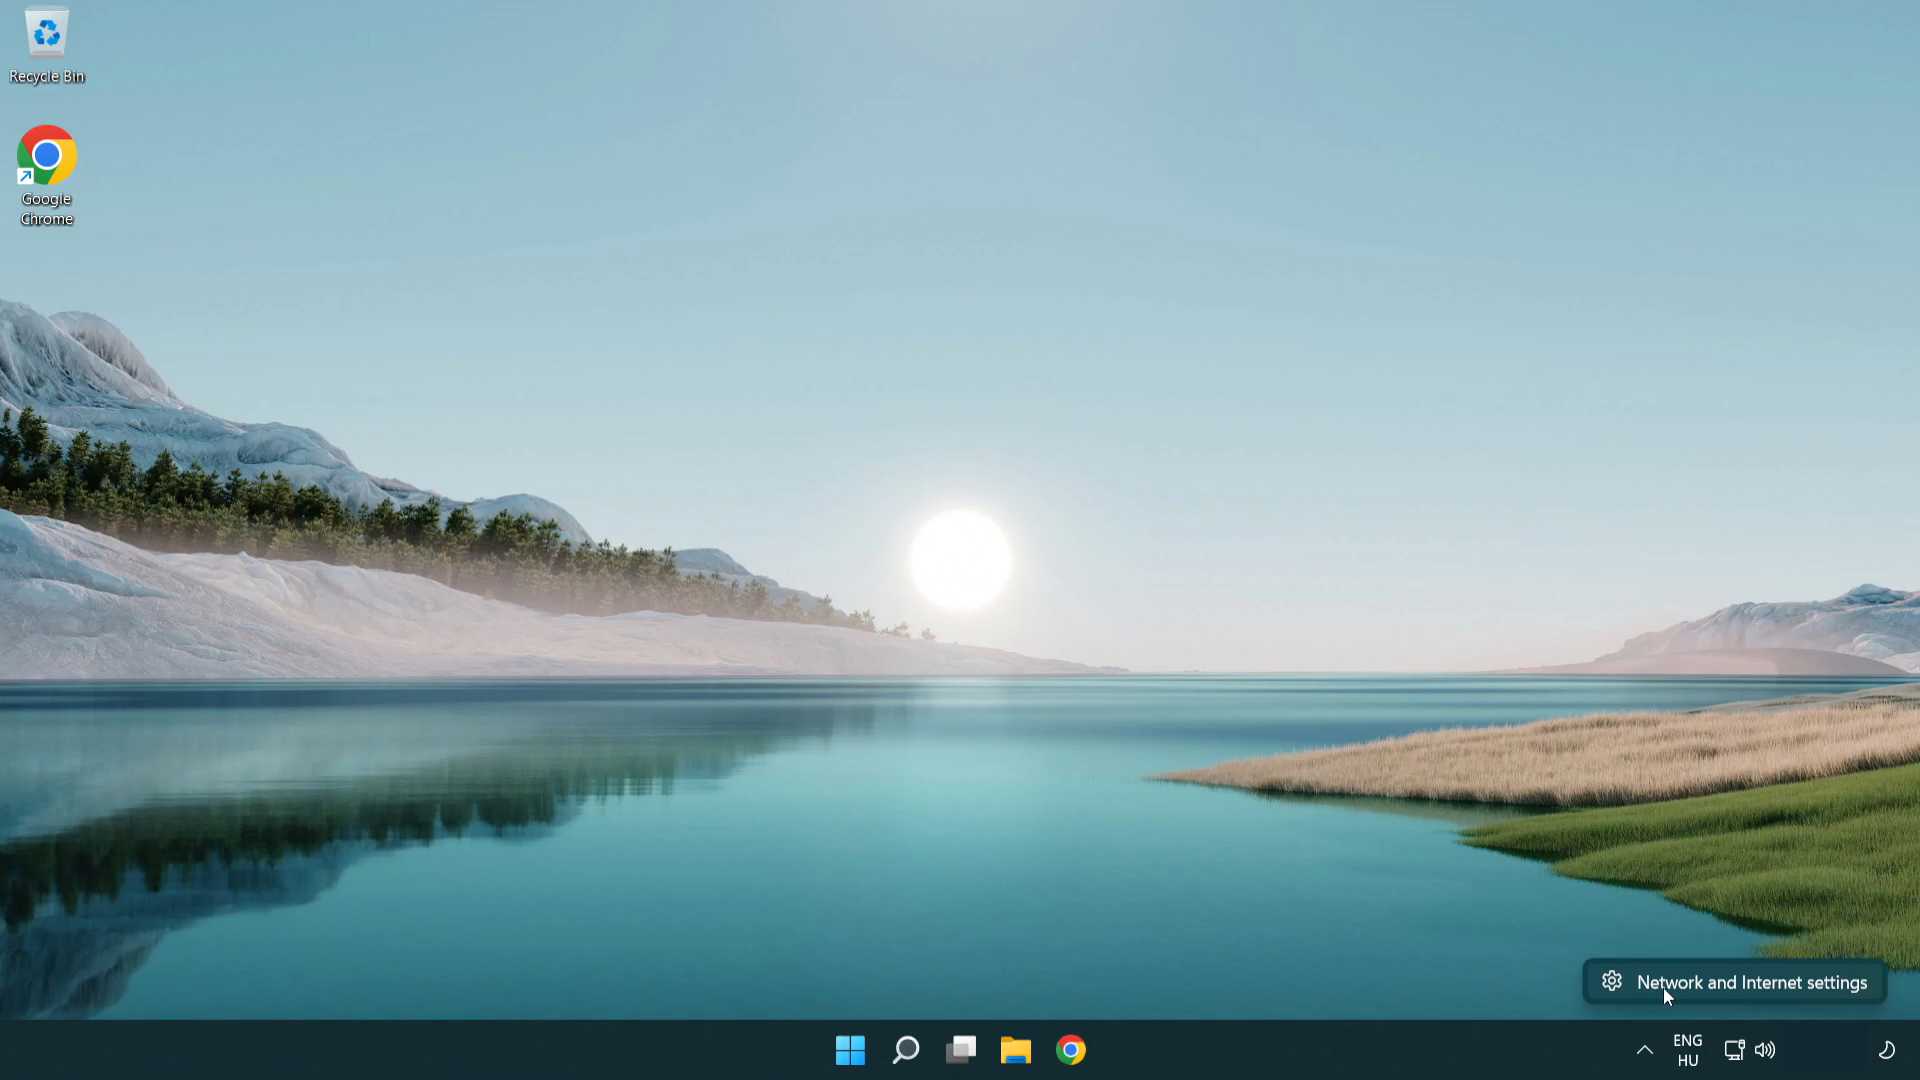 Recycle Bin
Google
Chrome
Network and Internet settings
ENG
HU